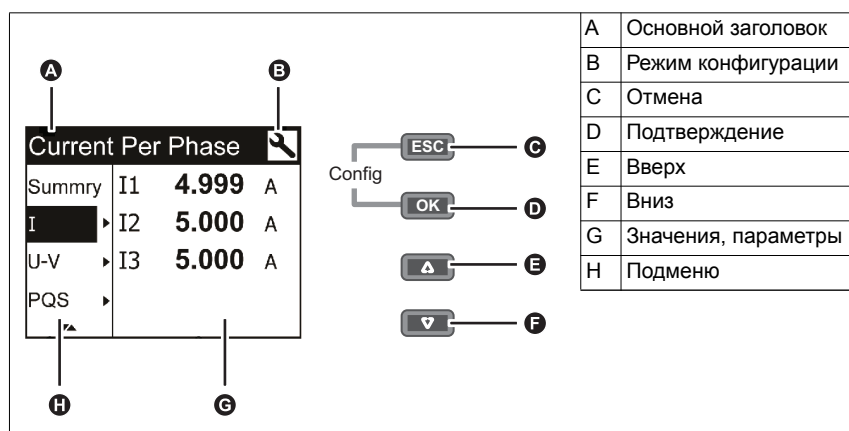 A
B
Current Per Phase
Summry
I
U-V
PQS
I1 4.999 A
I2 5.000 A
I3 5.000 A
H
G
Config
ESC
C
OK
D
E
F
A Основной заголовок
B Режим конфигурации
C Отмена
D Подтверждение
E Вверх
F Вниз
G Значения, параметры
H Подменю